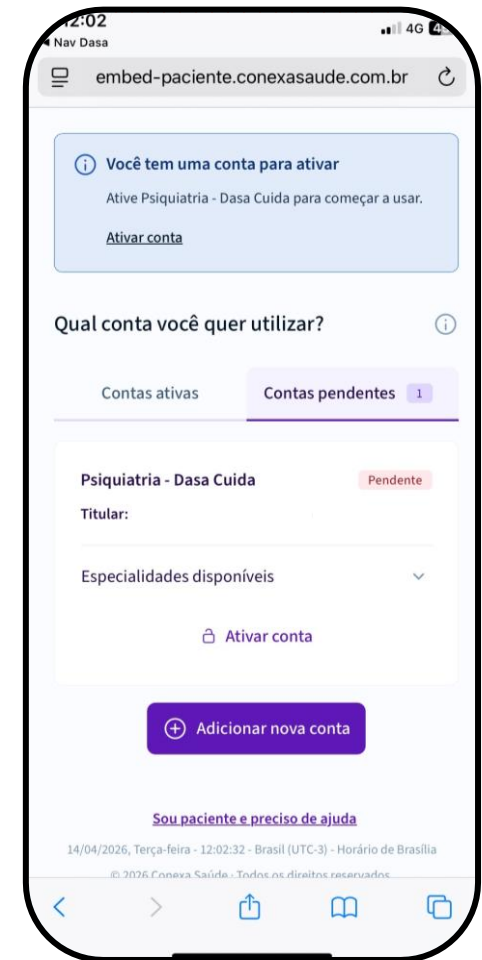 12:02
4G
Nav Dasa
embed-paciente.conexasaude.com.br
Você tem uma conta para ativar
Ative Psiquiatria - Dasa Cuida para começar a usar.
Ativar conta
Qual conta você quer utilizar?
Contas ativas
Contas pendentes 1
Psiquiatria - Dasa Cuida
Pendente
Titular:
Especialidades disponíveis
Ativar conta
Adicionar nova conta
Sou paciente e preciso de ajuda
14/04/2026, Terça-feira - 12:02:32 - Brasil (UTC-3) - Horário de Brasília
© 2026 Conexa Saúde - Todos os direitos reservados